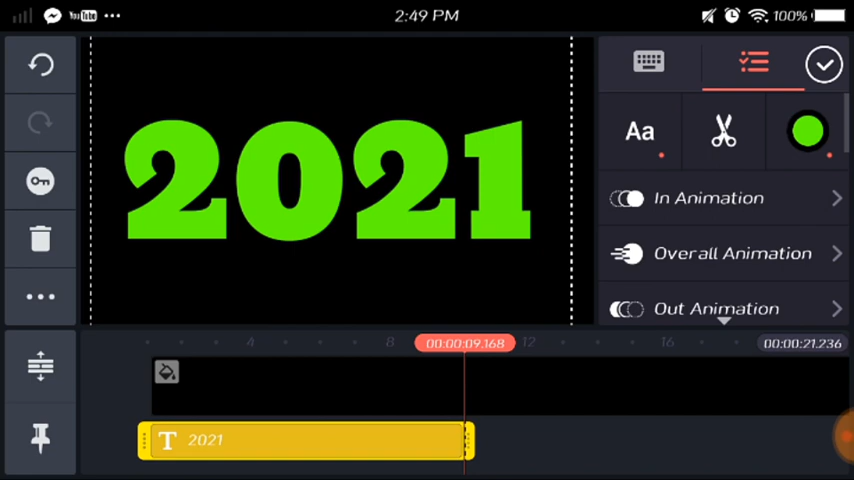 YouTube
2:49 PM
100%
2021
Aa
In Animation
Overall Animation
Out Animation
4
8
00:00:09.168
12
16
00:00:21.236
T 2021